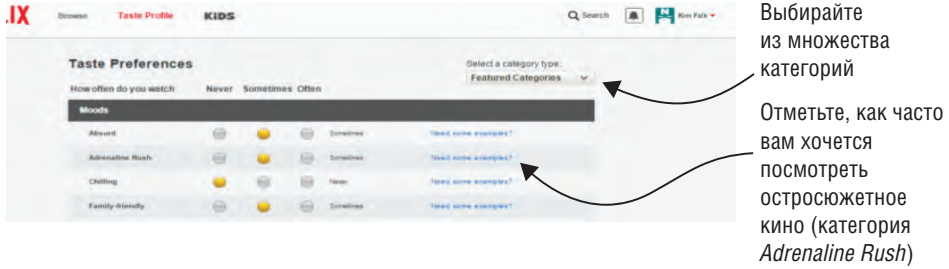 LIX Browse Taste Profile KIDS Search Kim Falk
Taste Preferences
Select a category type:
Featured Categories
How often do you watch Never Sometimes Often
Moods
Absurd Sometimes Need some examples?
Adrenaline Rush Sometimes Need some examples?
Chilling Never Need some examples?
Family-friendly Sometimes Need some examples?
Выбирайте
из множества
категорий
Отметьте, как часто
вам хочется
посмотреть
остросюжетное
кино (категория
Adrenaline Rush)